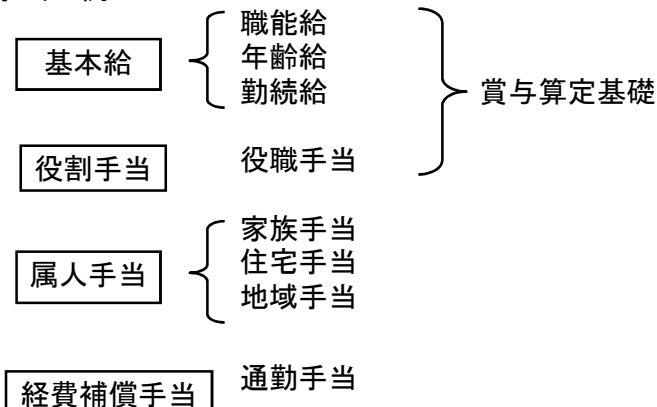 職能給
基本給
年齢給
勤続給
賞与算定基礎
役割手当
役職手当
家族手当
属人手当
住宅手当
地域手当
経費補償手当
通勤手当